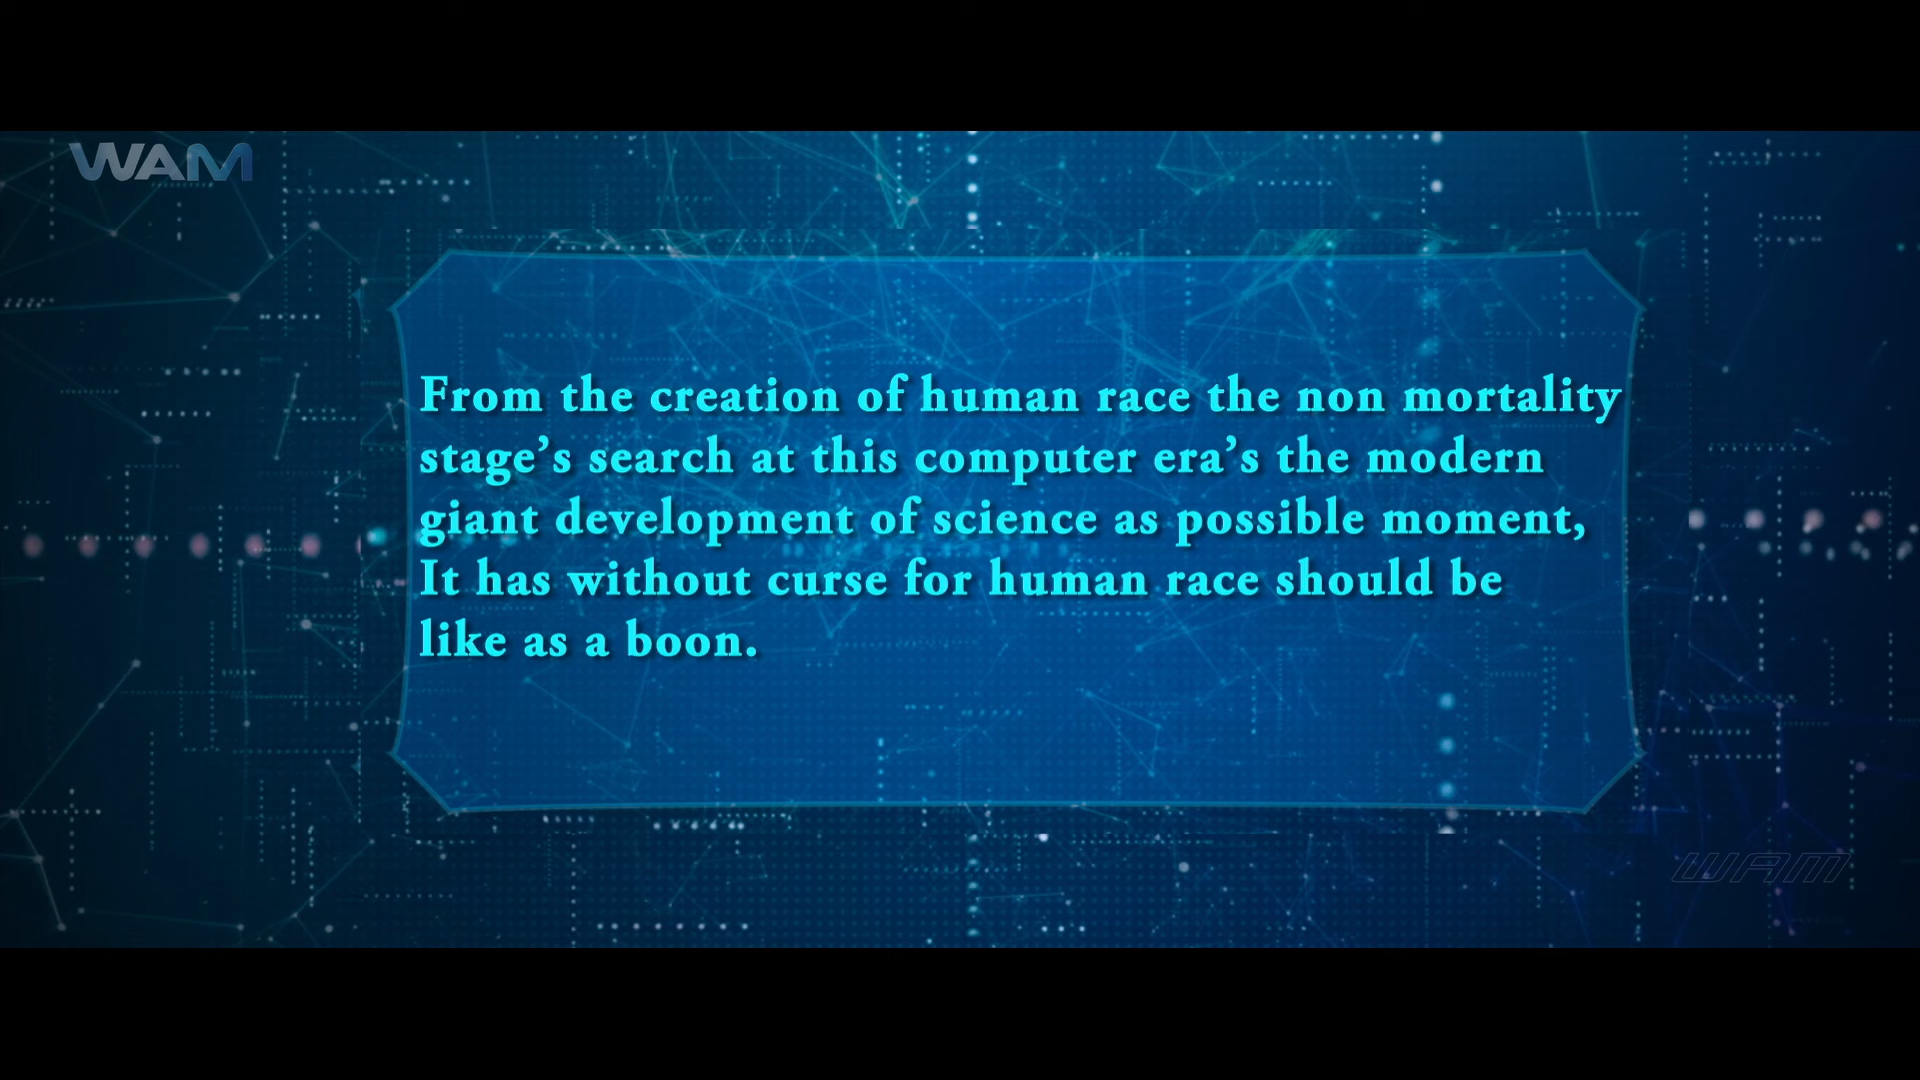 WAM
From the creation of human race the non mortality
stage’s search at this computer era’s the modern
giant development of science as possible moment,
It has without curse for human race should be
like as a boon.
WAM